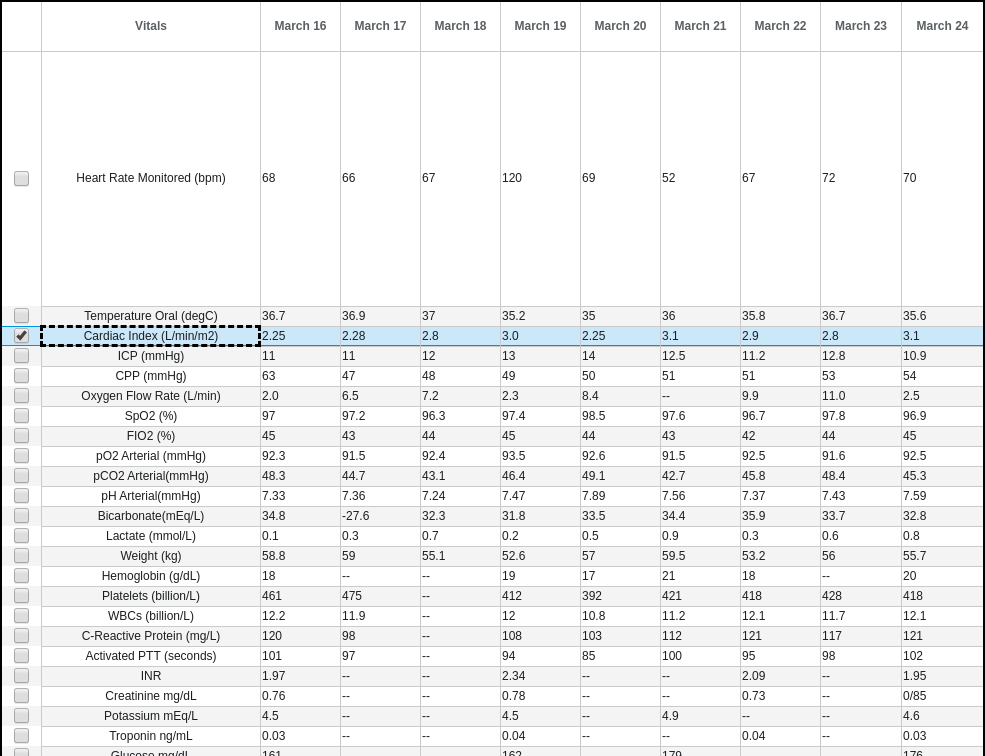 Vitals March 16 March 17 March 18 March 19 March 20 March 21 March 22 March 23 March 24
Heart Rate Monitored (bpm) 68 66 67 120 69 52 67 72 70
Temperature Oral (degC) 36.7 36.9 37 35.2 35 36 35.8 36.7 35.6
Cardiac Index (L/min/m2) 2.25 2.28 2.8 3.0 2.25 3.1 2.9 2.8 3.1
ICP (mmHg) 11 11 12 13 14 12.5 11.2 12.8 10.9
CPP (mmHg) 63 47 48 49 50 51 51 53 54
Oxygen Flow Rate (L/min) 2.0 6.5 7.2 2.3 8.4 -- 9.9 11.0 2.5
SpO2 (%) 97 97.2 96.3 97.4 98.5 97.6 96.7 97.8 96.9
FIO2 (%) 45 43 44 45 44 43 42 44 45
pO2 Arterial (mmHg) 92.3 91.5 92.4 93.5 92.6 91.5 92.5 91.6 92.5
pCO2 Arterial(mmHg) 48.3 44.7 43.1 46.4 49.1 42.7 45.8 48.4 45.3
pH Arterial(mmHg) 7.33 7.36 7.24 7.47 7.89 7.56 7.37 7.43 7.59
Bicarbonate(mEq/L) 34.8 -27.6 32.3 31.8 33.5 34.4 35.9 33.7 32.8
Lactate (mmol/L) 0.1 0.3 0.7 0.2 0.5 0.9 0.3 0.6 0.8
Weight (kg) 58.8 59 55.1 52.6 57 59.5 53.2 56 55.7
Hemoglobin (g/dL) 18 -- -- 19 17 21 18 -- 20
Platelets (billion/L) 461 475 -- 412 392 421 418 428 418
WBCs (billion/L) 12.2 11.9 -- 12 10.8 11.2 12.1 11.7 12.1
C-Reactive Protein (mg/L) 120 98 -- 108 103 112 121 117 121
Activated PTT (seconds) 101 97 -- 94 85 100 95 98 102
INR 1.97 -- -- 2.34 -- -- 2.09 -- 1.95
Creatinine mg/dL 0.76 -- -- 0.78 -- -- 0.73 -- 0/85
Potassium mEq/L 4.5 -- -- 4.5 -- 4.9 -- -- 4.6
Troponin ng/mL 0.03 -- -- 0.04 -- -- 0.04 -- 0.03
Glucose mg/dL 161 162 179 176